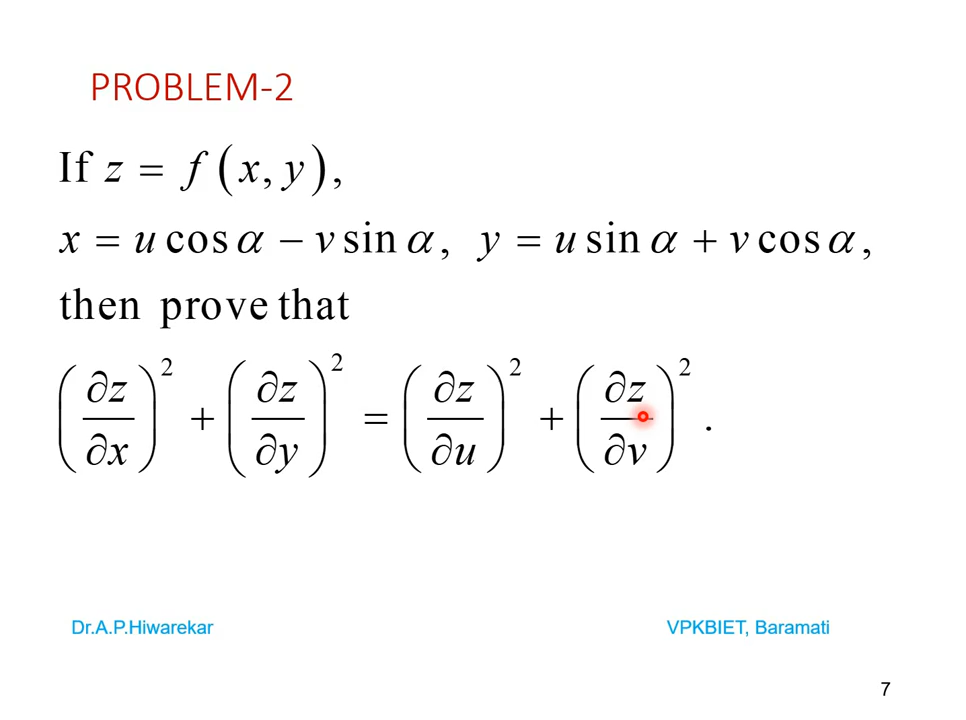 PROBLEM-2
If z = f(x, y),
x = u cos α − v sin α, y = u sin α + v cos α,
then prove that
(∂z/∂x)² + (∂z/∂y)² = (∂z/∂u)² + (∂z/∂v)².
Dr.A.P.Hiwarekar VPKBIET, Baramati
7